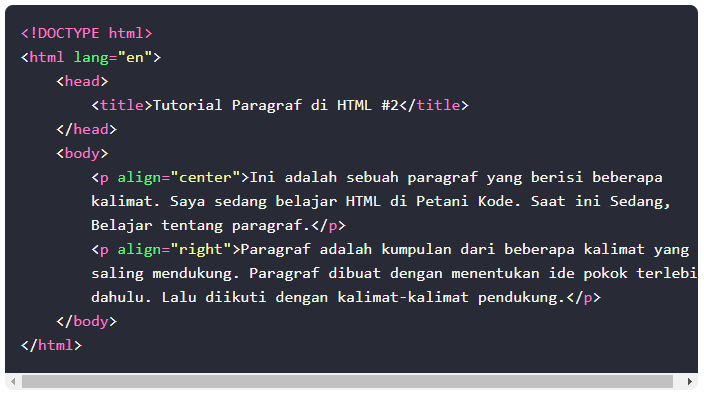 <!DOCTYPE html>
<html lang="en">
    <head>
        <title>Tutorial Paragraf di HTML #2</title>
    </head>
    <body>
        <p align="center">Ini adalah sebuah paragraf yang berisi beberapa
        kalimat. Saya sedang belajar HTML di Petani Kode. Saat ini Sedang,
        Belajar tentang paragraf.</p>
        <p align="right">Paragraf adalah kumpulan dari beberapa kalimat yang
        saling mendukung. Paragraf dibuat dengan menentukan ide pokok terlebi
        dahulu. Lalu diikuti dengan kalimat-kalimat pendukung.</p>
    </body>
</html>